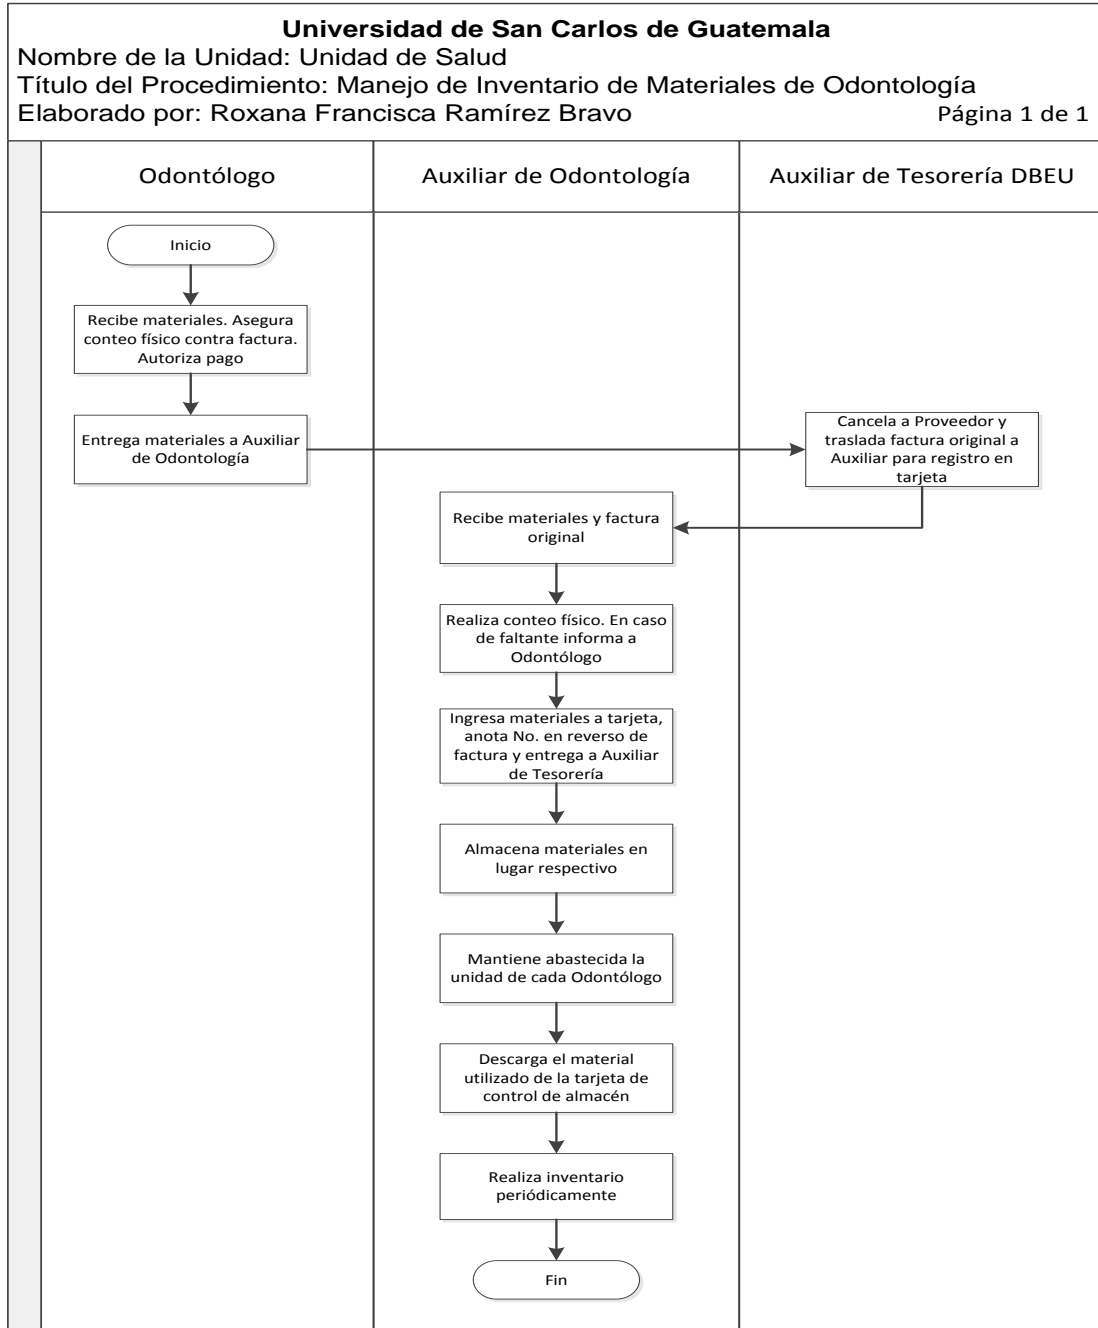 Universidad de San Carlos de Guatemala
Nombre de la Unidad: Unidad de Salud
Título del Procedimiento: Manejo de Inventario de Materiales de Odontología
Elaborado por: Roxana Francisca Ramírez Bravo Página 1 de 1
Odontólogo Auxiliar de Odontología Auxiliar de Tesorería DBEU
Inicio
Recibe materiales. Asegura
conteo físico contra factura.
Autoriza pago
Entrega materiales a Auxiliar
de Odontología
Cancela a Proveedor y
traslada factura original a
Auxiliar para registro en
tarjeta
Recibe materiales y factura
original
Realiza conteo físico. En caso
de faltante informa a
Odontólogo
Ingresa materiales a tarjeta,
anota No. en reverso de
factura y entrega a Auxiliar
de Tesorería
Almacena materiales en
lugar respectivo
Mantiene abastecida la
unidad de cada Odontólogo
Descarga el material
utilizado de la tarjeta de
control de almacén
Realiza inventario
periódicamente
Fin